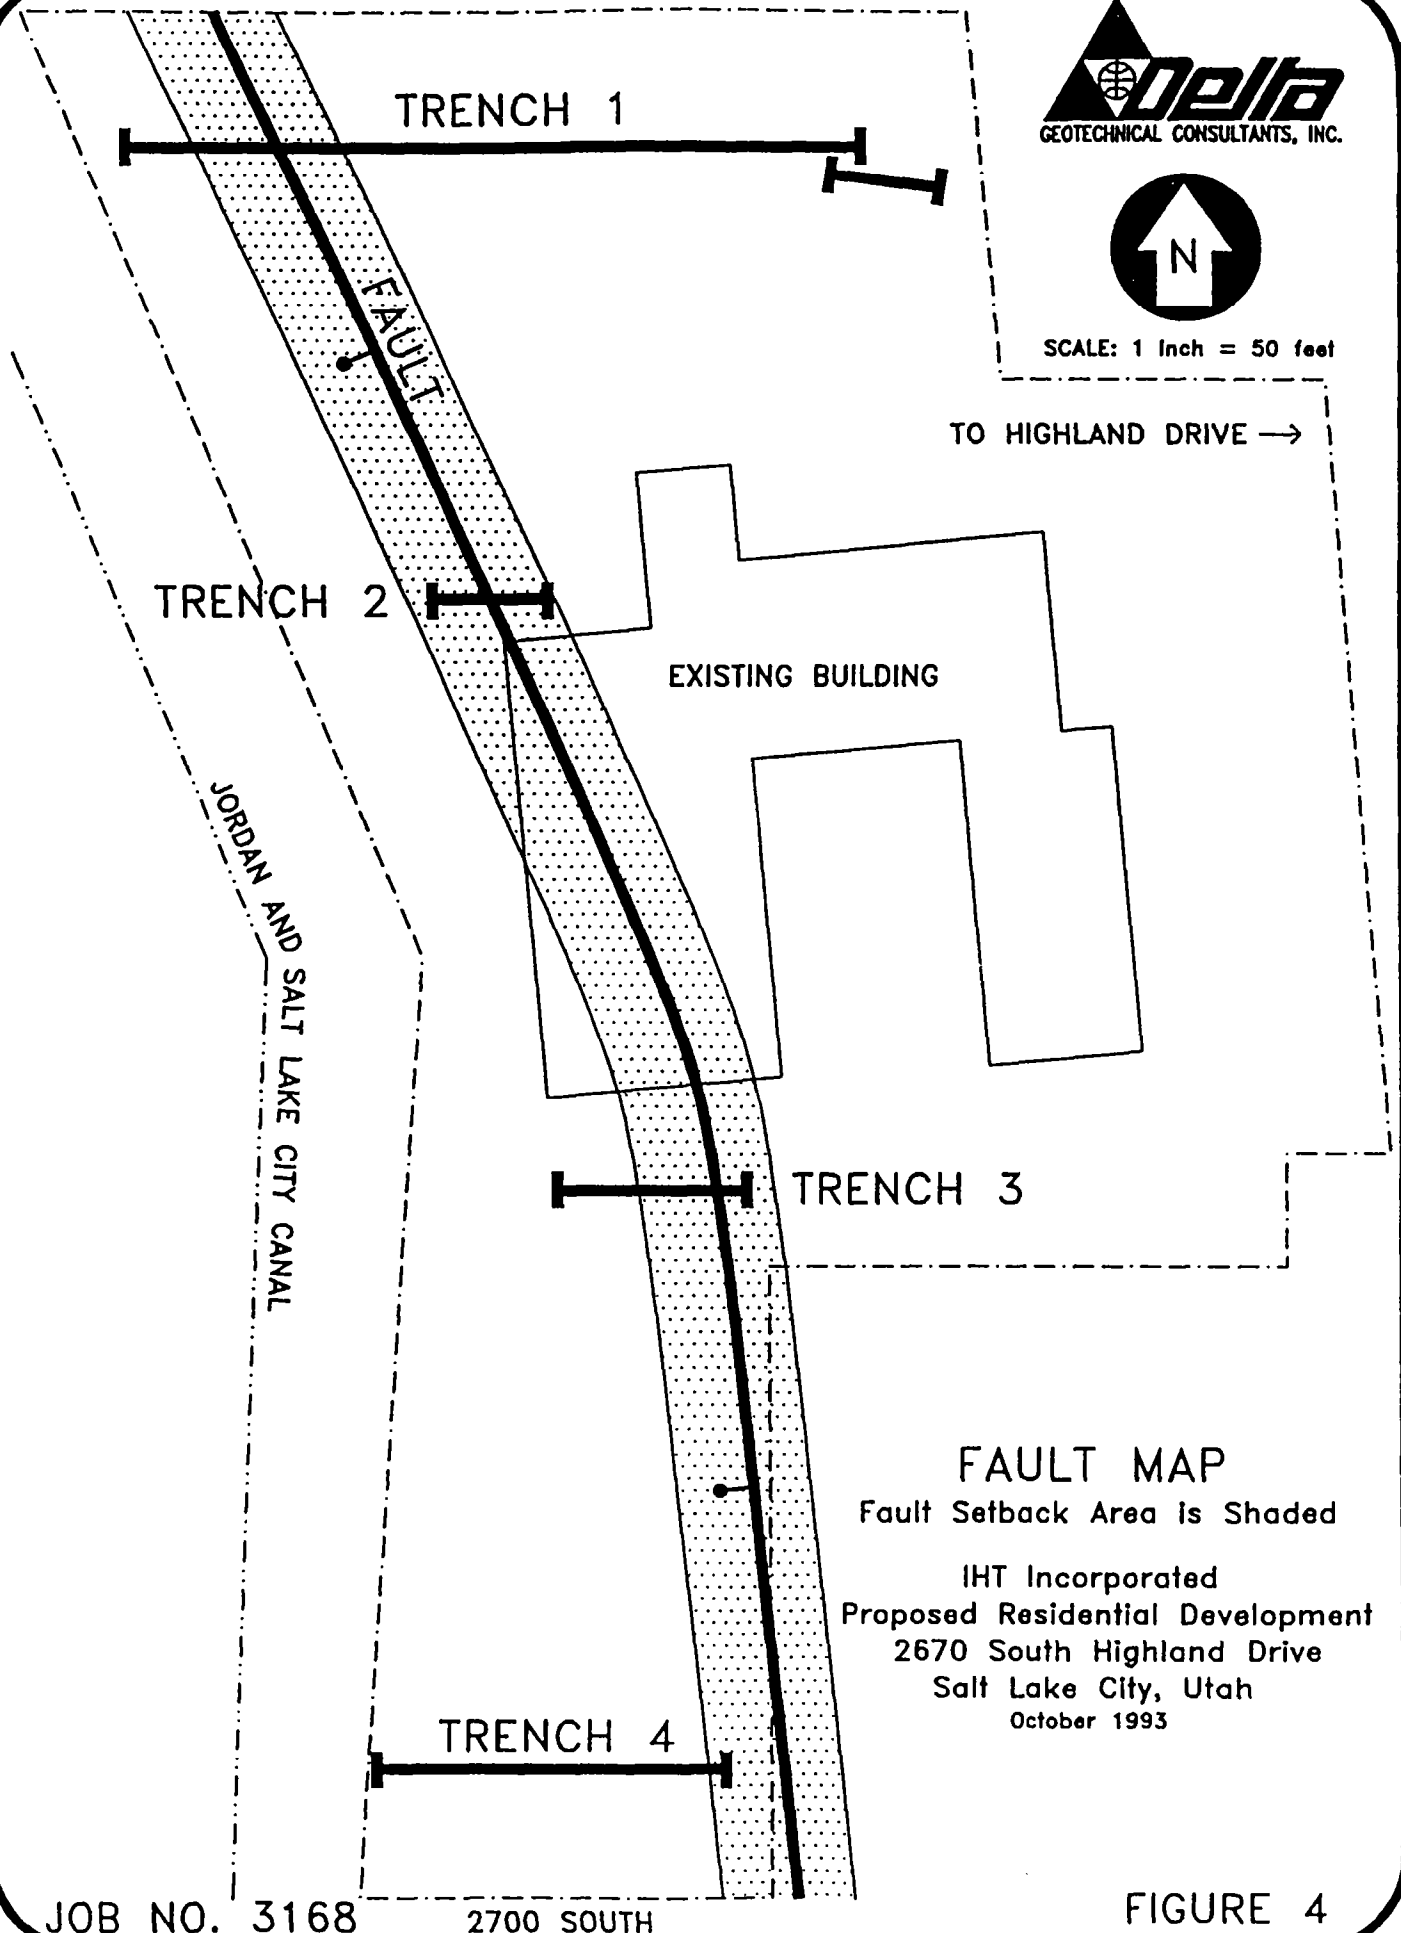 Delta
GEOTECHNICAL CONSULTANTS, INC.
TRENCH 1
N
SCALE: 1 Inch = 50 feet
FAULT
TO HIGHLAND DRIVE →
TRENCH 2
EXISTING BUILDING
JORDAN AND SALT LAKE CITY CANAL
TRENCH 3
FAULT MAP
Fault Setback Area is Shaded
IHT Incorporated
Proposed Residential Development
2670 South Highland Drive
Salt Lake City, Utah
October 1993
TRENCH 4
JOB NO. 3168
2700 SOUTH
FIGURE 4